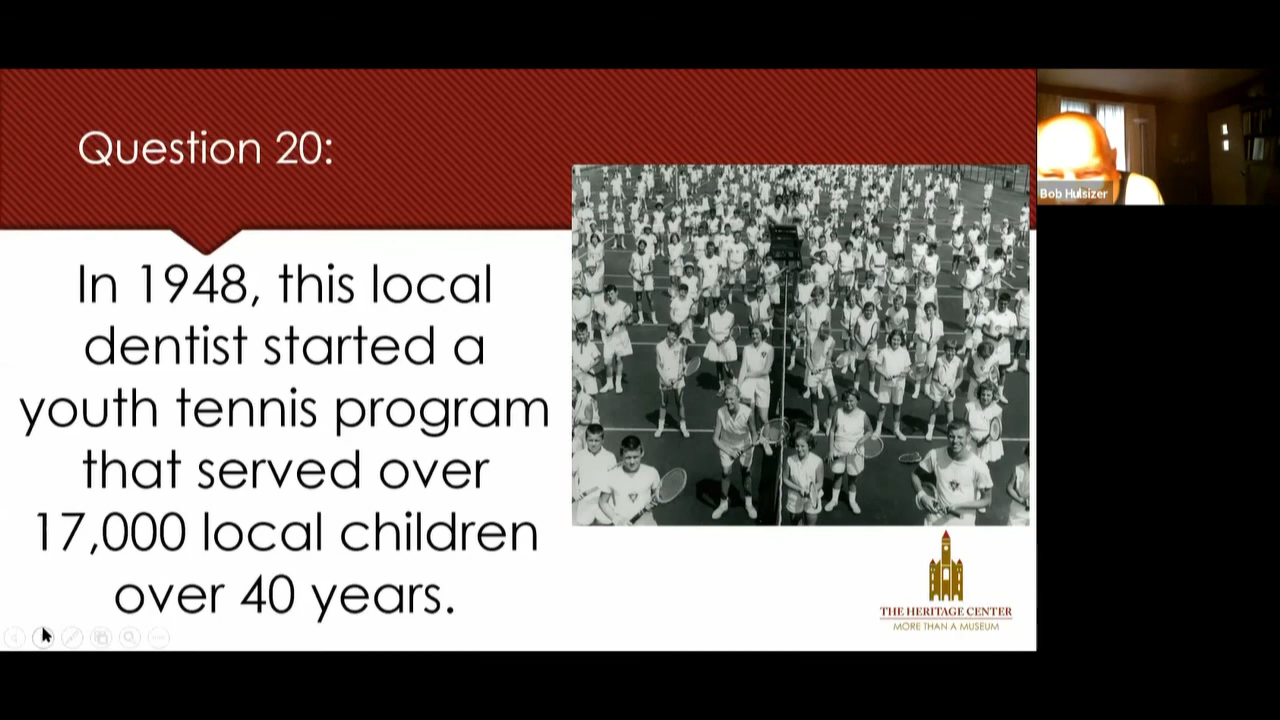 Question 20:
In 1948, this local
dentist started a
youth tennis program
that served over
17,000 local children
over 40 years.
THE HERITAGE CENTER
MORE THAN A MUSEUM
Bob Hulsizer